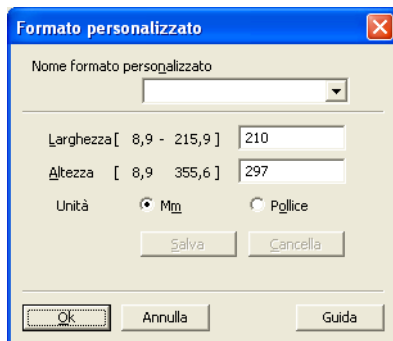 Formato personalizzato
Nome formato personalizzato
Larghezza [ 8,9 - 215,9 ] 210
Altezza [ 8,9 355,6 ] 297
Unità Mm Pollice
Salva Cancella
Ok Annulla Guida